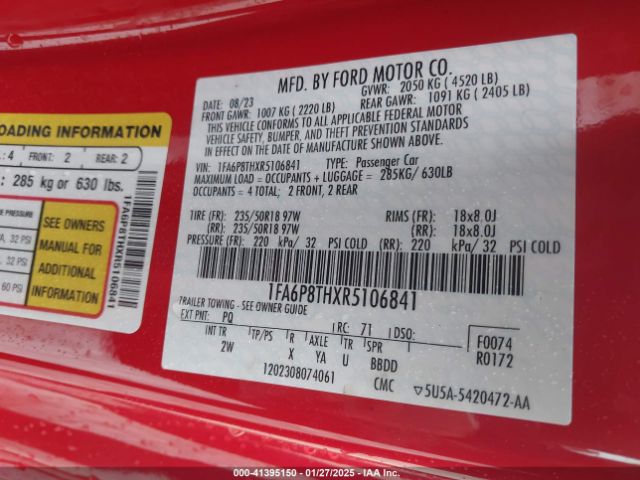 OADING INFORMATION
: 4 FRONT: 2 REAR: 2
: 285 kg or 630 lbs.
SEE OWNERS
MANUAL FOR
ADDITIONAL
INFORMATION
32 PSI
32 PSI
60 PSI
1FA6P8THXR5106841
MFD. BY FORD MOTOR CO.
DATE: 08/23 GVWR: 2050 KG ( 4520 LB)
FRONT GAWR: 1007 KG ( 2220 LB) REAR GAWR: 1091 KG ( 2405 LB)
THIS VEHICLE CONFORMS TO ALL APPLICABLE FEDERAL MOTOR
VEHICLE SAFETY, BUMPER, AND THEFT PREVENTION STANDARDS
IN EFFECT ON THE DATE OF MANUFACTURE SHOWN ABOVE.
VIN: 1FA6P8THXR5106841 TYPE: Passenger Car
MAXIMUM LOAD = OCCUPANTS + LUGGAGE = 285KG/ 630LB
OCCUPANTS = 4 TOTAL; 2 FRONT, 2 REAR
TIRE (FR): 235/50R18 97W RIMS (FR): 18x8.0J
(RR): 235/50R18 97W (RR): 18x8.0J
PRESSURE (FR): 220 kPa/ 32 PSI COLD (RR): 220 kPa/ 32 PSI COLD
1FA6P8THXR5106841
TRAILER TOWING - SEE OWNER GUIDE
EXT PNT: PQ RC: 71 DSO: F0074
INT TR TP/PS R AXLE TR SPR R0172
2W X YA U BBDD
1202308074061 CMC ▽5U5A-5420472-AA
000-41395150 · 01/27/2025 · IAA Inc.